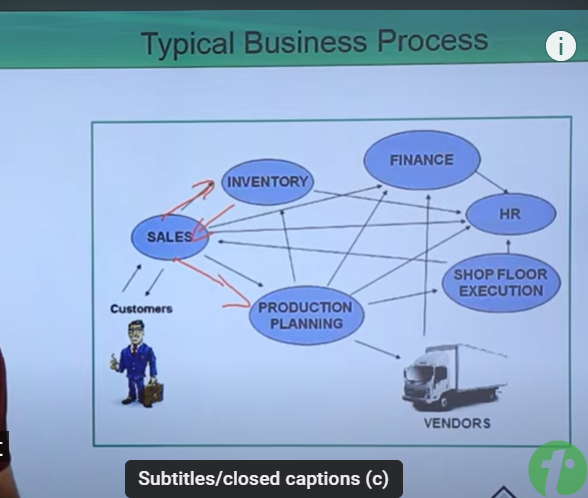 Typical Business Process
i
FINANCE
INVENTORY
HR
SALES
SHOP FLOOR
EXECUTION
Customers
PRODUCTION
PLANNING
VENDORS
Subtitles/closed captions (c)